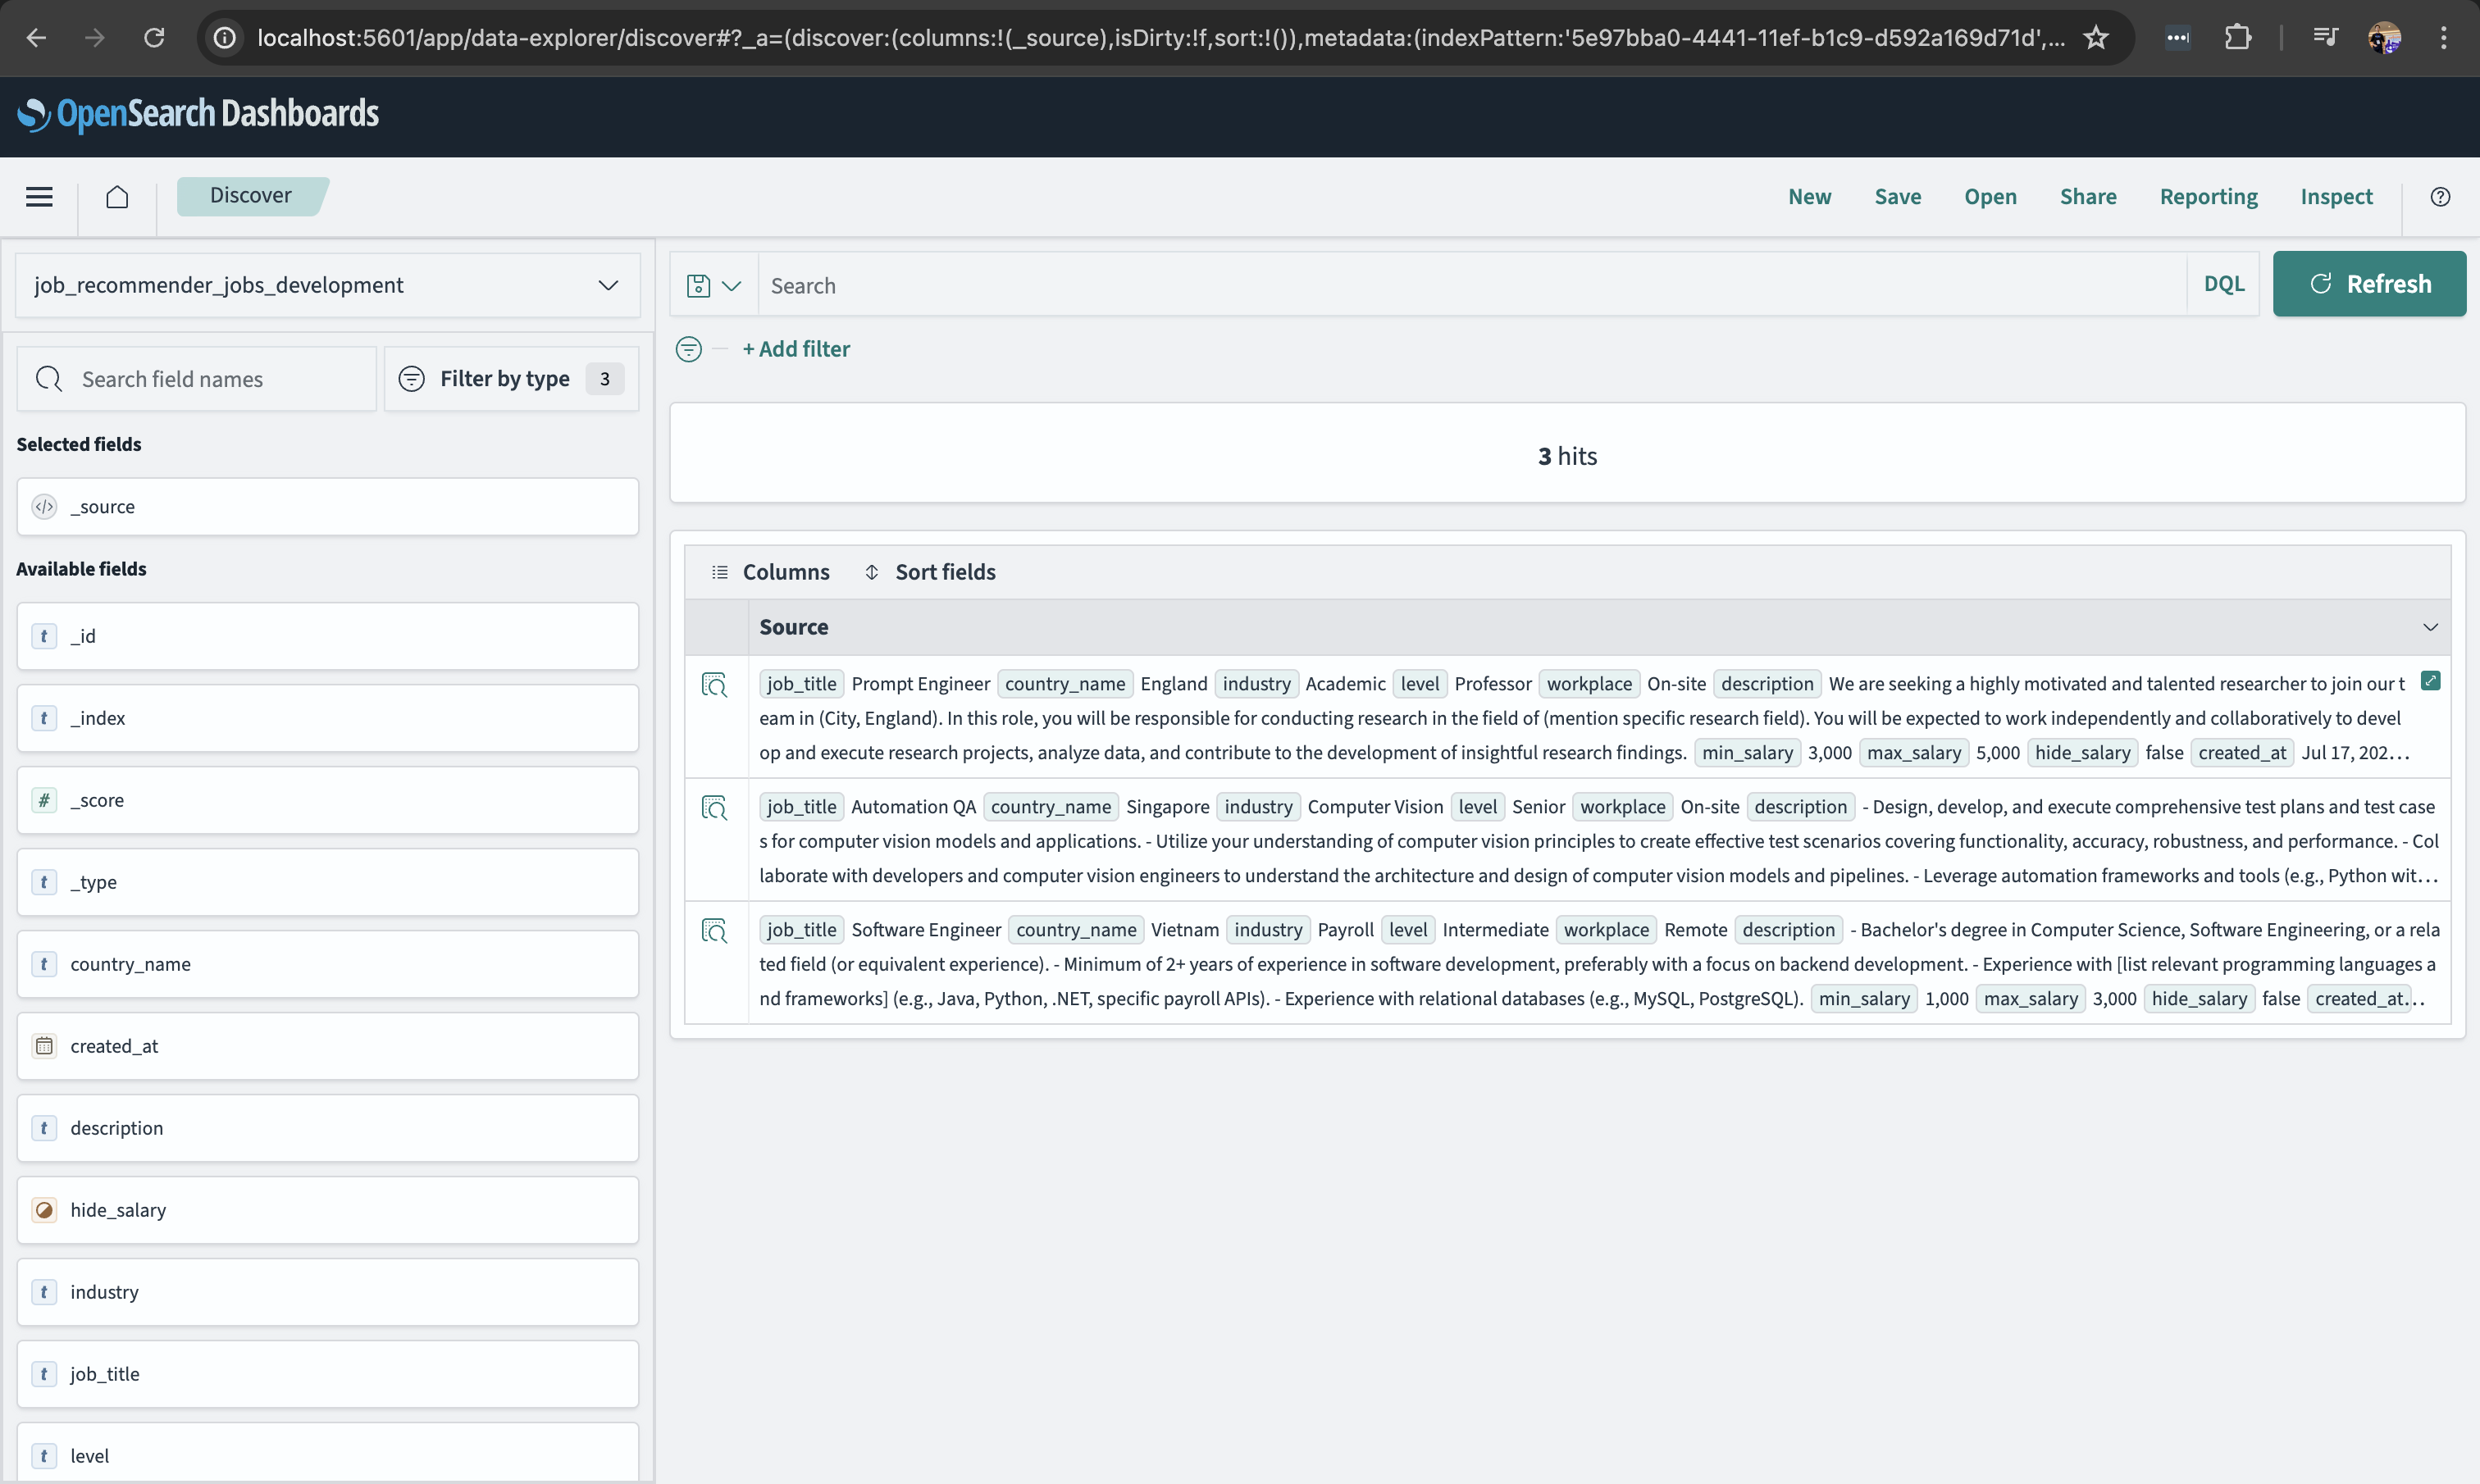 localhost:5601/app/data-explorer/discover#?_a=(discover:(columns:!(_source),isDirty:!f,sort:!()),metadata:(indexPattern:'5e97bba0-4441-11ef-b1c9-d592a169d71d',...
OpenSearch Dashboards
Discover
New Save Open Share Reporting Inspect
job_recommender_jobs_development
Search
DQL
Refresh
+ Add filter
Search field names
Filter by type 3
Selected fields
_source
Available fields
_id
_index
_score
_type
country_name
created_at
description
hide_salary
industry
job_title
level
3 hits
Columns Sort fields
Source
job_title Prompt Engineer country_name England industry Academic level Professor workplace On-site description We are seeking a highly motivated and talented researcher to join our t
eam in (City, England). In this role, you will be responsible for conducting research in the field of (mention specific research field). You will be expected to work independently and collaboratively to devel
op and execute research projects, analyze data, and contribute to the development of insightful research findings. min_salary 3,000 max_salary 5,000 hide_salary false created_at Jul 17, 202...
job_title Automation QA country_name Singapore industry Computer Vision level Senior workplace On-site description - Design, develop, and execute comprehensive test plans and test case
s for computer vision models and applications. - Utilize your understanding of computer vision principles to create effective test scenarios covering functionality, accuracy, robustness, and performance. - Col
laborate with developers and computer vision engineers to understand the architecture and design of computer vision models and pipelines. - Leverage automation frameworks and tools (e.g., Python wit...
job_title Software Engineer country_name Vietnam industry Payroll level Intermediate workplace Remote description - Bachelor's degree in Computer Science, Software Engineering, or a rela
ted field (or equivalent experience). - Minimum of 2+ years of experience in software development, preferably with a focus on backend development. - Experience with [list relevant programming languages a
nd frameworks] (e.g., Java, Python, .NET, specific payroll APIs). - Experience with relational databases (e.g., MySQL, PostgreSQL). min_salary 1,000 max_salary 3,000 hide_salary false created_at...